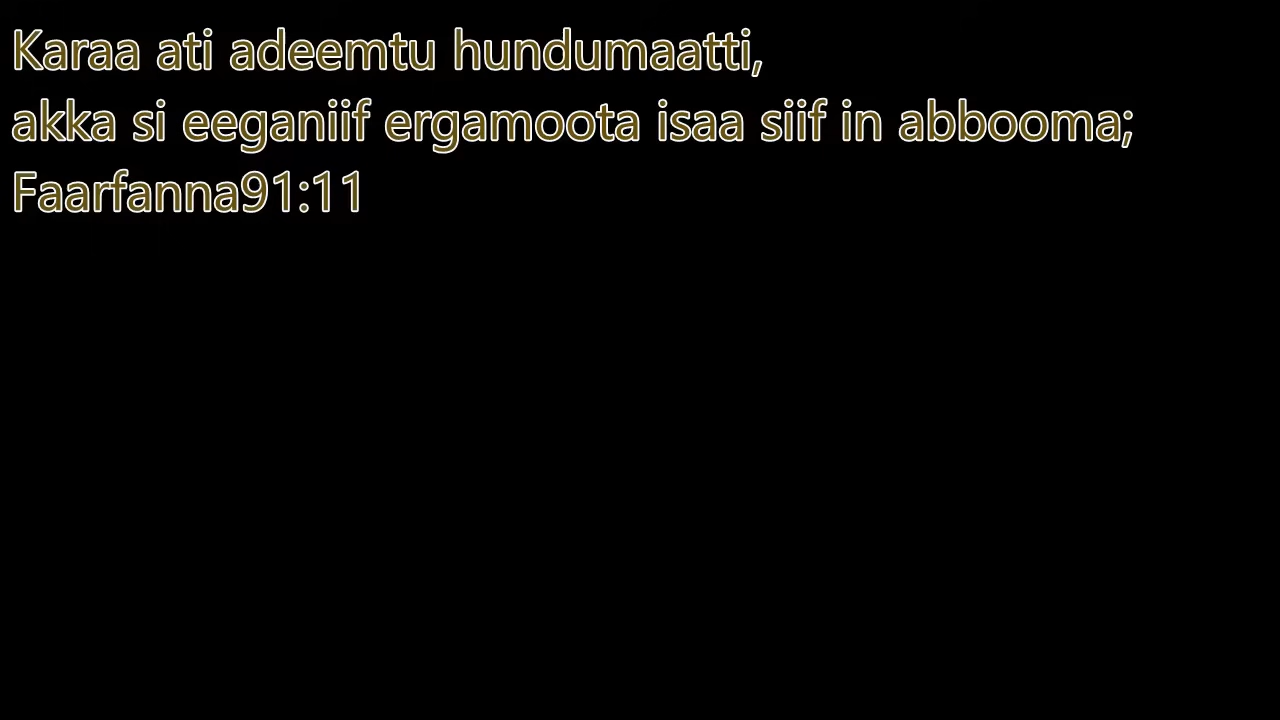 Karaa ati adeemtu hundumaatti,
akka si eeganiif ergamoota isaa siif in abbooma;
Faarfanna91:11